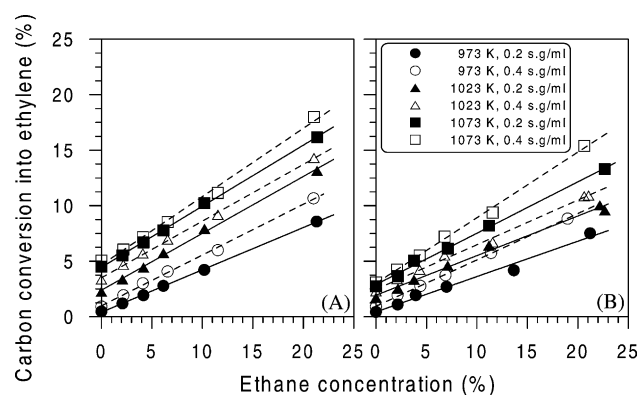 Carbon conversion into ethylene (%)
25
20
15
10
5
0
(A)
0 5 10 15 20 25
973 K, 0.2 s.g/ml
973 K, 0.4 s.g/ml
1023 K, 0.2 s.g/ml
1023 K, 0.4 s.g/ml
1073 K, 0.2 s.g/ml
1073 K, 0.4 s.g/ml
(B)
0 5 10 15 20 25
Ethane concentration (%)